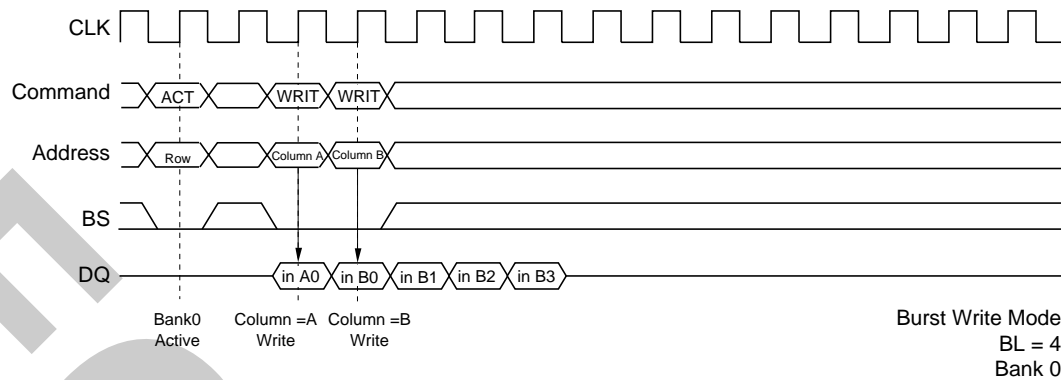 CLK
Command ACT WRIT WRIT
Address Row Column A Column B
BS
DQ in A0 in B0 in B1 in B2 in B3
Bank0 Column =A Column =B
Active Write Write
Burst Write Mode
BL = 4
Bank 0